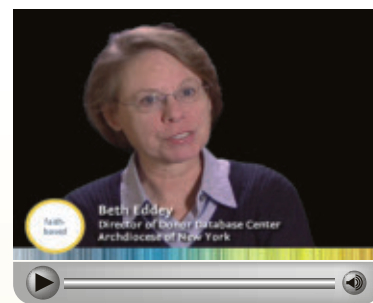 faith-
based
Beth Eddey
Director of Donor Database Center
Archdiocese of New York